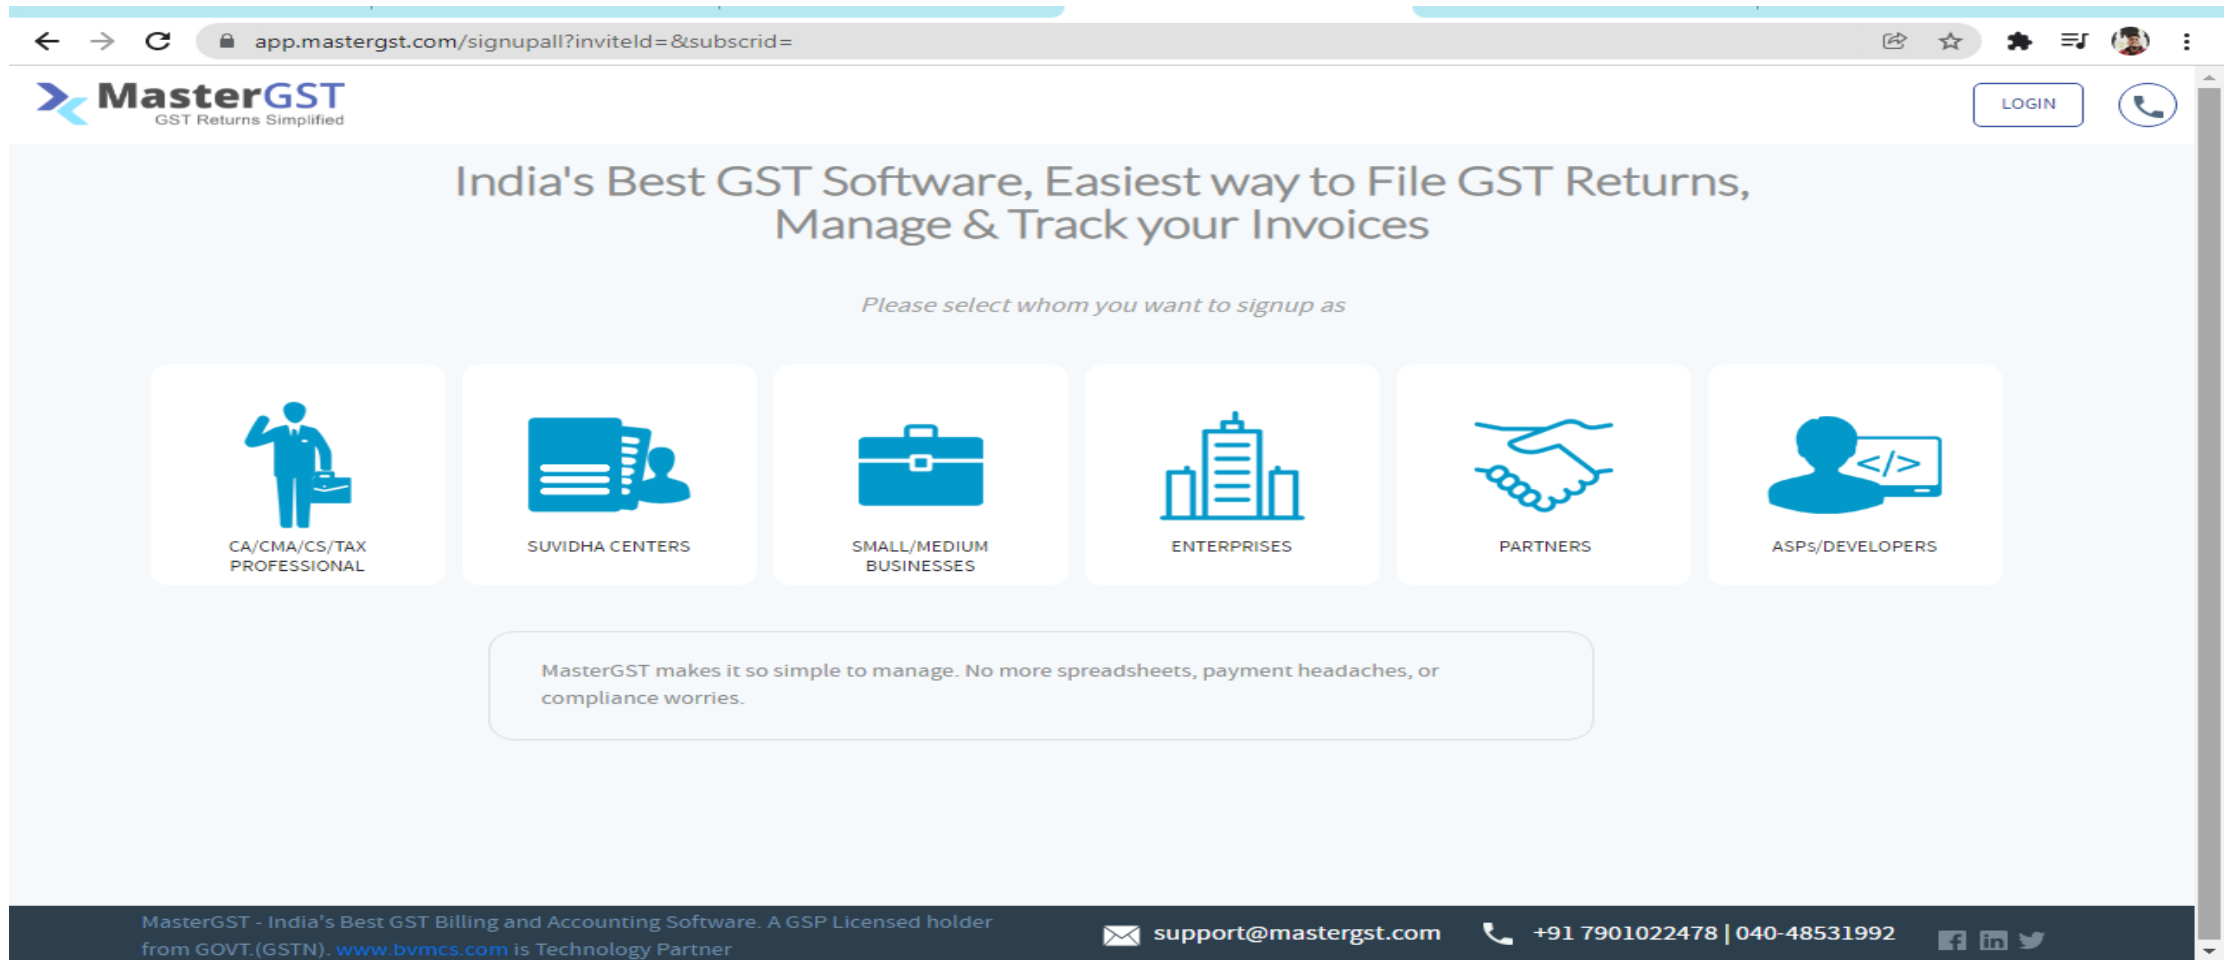 app.mastergst.com/signupall?inviteId=&subscrid=
MasterGST
GST Returns Simplified
LOGIN
India's Best GST Software, Easiest way to File GST Returns,
Manage & Track your Invoices
Please select whom you want to signup as
CA/CMA/CS/TAX
PROFESSIONAL
SUVIDHA CENTERS
SMALL/MEDIUM
BUSINESSES
ENTERPRISES
PARTNERS
</>
ASPs/DEVELOPERS
MasterGST makes it so simple to manage. No more spreadsheets, payment headaches, or
compliance worries.
MasterGST - India's Best GST Billing and Accounting Software. A GSP Licensed holder
from GOVT.(GSTN). www.bvmcs.com is Technology Partner
support@mastergst.com
+91 7901022478 | 040-48531992
f in